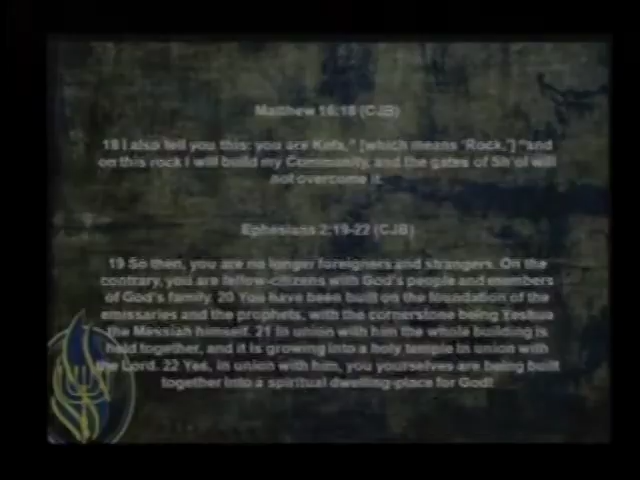 Matthew 16:18 (CJB)
18 I also tell you this: you are Kefa," [which means 'Rock,'] "and
on this rock I will build my Community, and the gates of Sh'ol will
not overcome it.
Ephesians 2:19-22 (CJB)
19 So then, you are no longer foreigners and strangers. On the
contrary, you are fellow-citizens with God's people and members
of God's family. 20 You have been built on the foundation of the
emissaries and the prophets, with the cornerstone being Yeshua
the Messiah himself. 21 In union with him the whole building is
held together, and it is growing into a holy temple in union with
the Lord. 22 Yes, in union with him, you yourselves are being built
together into a spiritual dwelling-place for God!